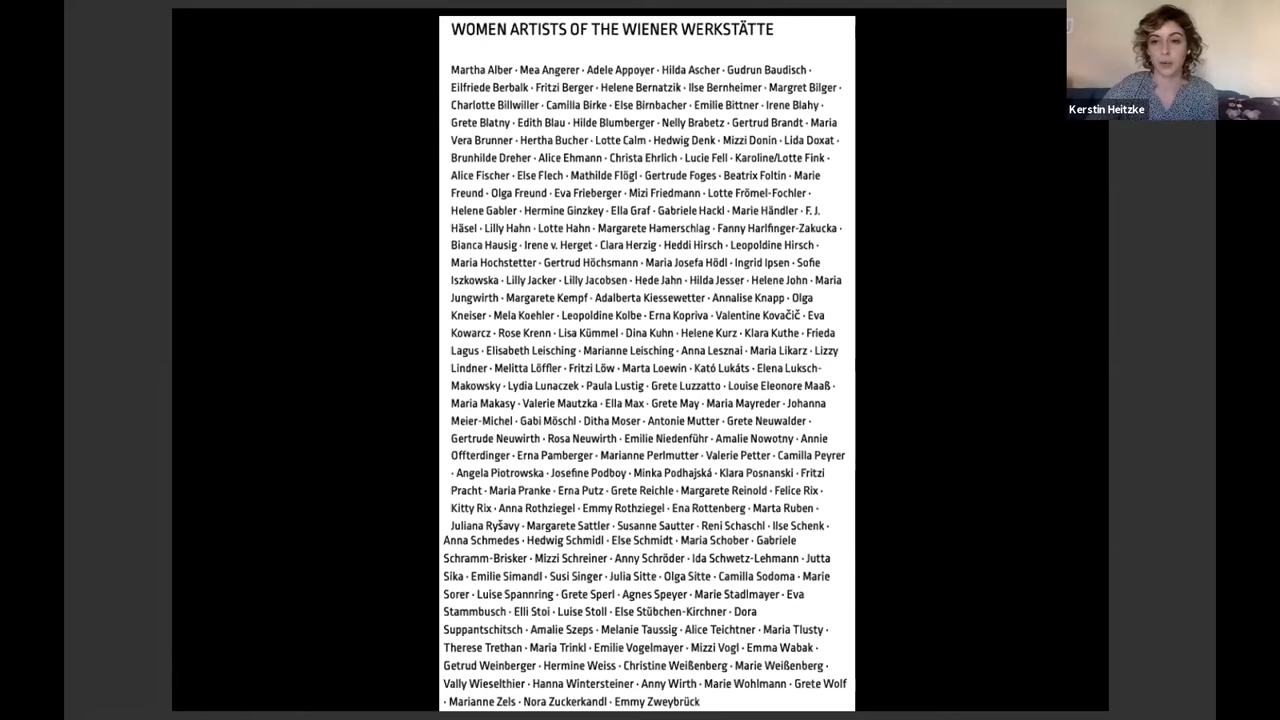 WOMEN ARTISTS OF THE WIENER WERKSTÄTTE
Martha Alber · Mea Angerer · Adele Appoyer · Hilda Ascher · Gudrun Baudisch ·
Eilfriede Berbalk · Fritzi Berger · Helene Bernatzik · Ilse Bernheimer · Margret Bilger ·
Charlotte Billwiller · Camilla Birke · Else Birnbacher · Emilie Bittner · Irene Blahy ·
Grete Blatny · Edith Blau · Hilde Blumberger · Nelly Brabetz · Gertrud Brandt · Maria
Vera Brunner · Hertha Bucher · Lotte Calm · Hedwig Denk · Mizzi Donin · Lida Doxat ·
Brunhilde Dreher · Alice Ehmann · Christa Ehrlich · Lucie Fell · Karoline/Lotte Fink ·
Alice Fischer · Else Flech · Mathilde Flögl · Gertrude Foges · Beatrix Foltin · Marie
Freund · Olga Freund · Eva Frieberger · Mizi Friedmann · Lotte Frömel-Fochler ·
Helene Gabler · Hermine Ginzkey · Ella Graf · Gabriele Hackl · Marie Händler · F. J.
Häsel · Lilly Hahn · Lotte Hahn · Margarete Hamerschlag · Fanny Harlfinger-Zakucka ·
Bianca Hausig · Irene v. Herget · Clara Herzig · Heddi Hirsch · Leopoldine Hirsch ·
Maria Hochstetter · Gertrud Höchsmann · Maria Josefa Hödl · Ingrid Ipsen · Sofie
Iszkowska · Lilly Jacker · Lilly Jacobsen · Hede Jahn · Hilda Jesser · Helene John · Maria
Jungwirth · Margarete Kempf · Adalberta Kiessewetter · Annalise Knapp · Olga
Kneiser · Mela Koehler · Leopoldine Kolbe · Erna Kopriva · Valentine Kovačič · Eva
Kowarcz · Rose Krenn · Lisa Kümmel · Dina Kuhn · Helene Kurz · Klara Kuthe · Frieda
Lagus · Elisabeth Leisching · Marianne Leisching · Anna Lesznai · Maria Likarz · Lizzy
Lindner · Melitta Löffler · Fritzi Löw · Marta Loewin · Kató Lukáts · Elena Luksch-
Makowsky · Lydia Lunaczek · Paula Lustig · Grete Luzzatto · Louise Eleonore Maaß ·
Maria Makasy · Valerie Mautzka · Ella Max · Grete May · Maria Mayreder · Johanna
Meier-Michel · Gabi Möschl · Ditha Moser · Antonie Mutter · Grete Neuwalder ·
Gertrude Neuwirth · Rosa Neuwirth · Emilie Niedenführ · Amalie Nowotny · Annie
Offterdinger · Erna Pamberger · Marianne Perlmutter · Valerie Petter · Camilla Peyrer
· Angela Piotrowska · Josefine Podboy · Minka Podhajská · Klara Posnanski · Fritzi
Pracht · Maria Pranke · Erna Putz · Grete Reichle · Margarete Reinold · Felice Rix ·
Kitty Rix · Anna Rothziegel · Emmy Rothziegel · Ena Rottenberg · Marta Ruben ·
Juliana Ryšavy · Margarete Sattler · Susanne Sautter · Reni Schaschl · Ilse Schenk ·
Anna Schmedes · Hedwig Schmidl · Else Schmidt · Maria Schober · Gabriele
Schramm-Brisker · Mizzi Schreiner · Anny Schröder · Ida Schwetz-Lehmann · Jutta
Sika · Emilie Simandl · Susi Singer · Julia Sitte · Olga Sitte · Camilla Sodoma · Marie
Sorer · Luise Spannring · Grete Sperl · Agnes Speyer · Marie Stadlmayer · Eva
Stammbusch · Elli Stoi · Luise Stoll · Else Stübchen-Kirchner · Dora
Suppantschitsch · Amalie Szeps · Melanie Taussig · Alice Teichtner · Maria Tlusty ·
Therese Trethan · Maria Trinkl · Emilie Vogelmayer · Mizzi Vogl · Emma Wabak ·
Getrud Weinberger · Hermine Weiss · Christine Weißenberg · Marie Weißenberg ·
Vally Wieselthier · Hanna Wintersteiner · Anny Wirth · Marie Wohlmann · Grete Wolf
· Marianne Zels · Nora Zuckerkandl · Emmy Zweybrück
Kerstin Heitzke